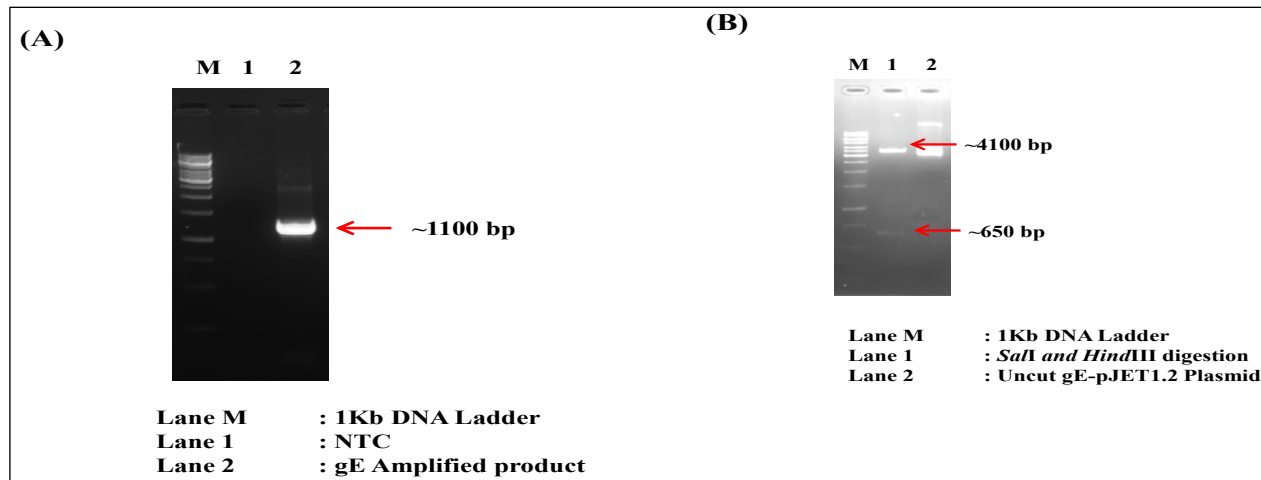 (A)
M 1 2
~1100 bp
Lane M : 1Kb DNA Ladder
Lane 1 : NTC
Lane 2 : gE Amplified product
(B)
M 1 2
~4100 bp
~650 bp
Lane M : 1Kb DNA Ladder
Lane 1 : SalI and HindIII digestion
Lane 2 : Uncut gE-pJET1.2 Plasmid